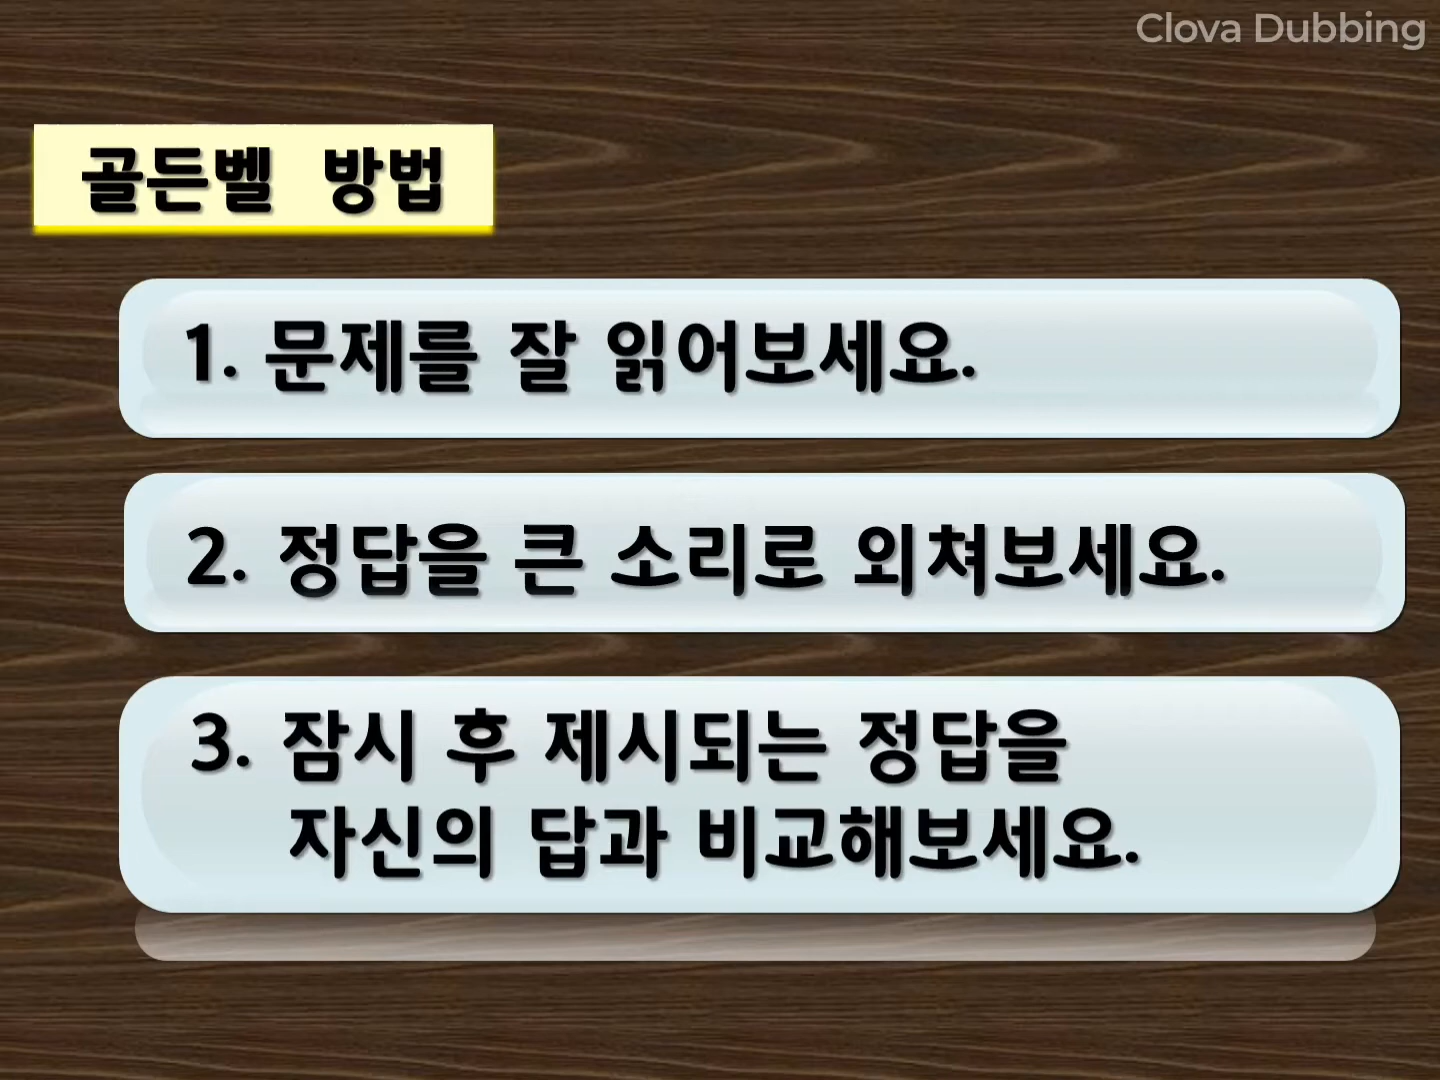 Clova Dubbing
골든벨 방법
1. 문제를 잘 읽어보세요.
2. 정답을 큰 소리로 외쳐보세요.
3. 잠시 후 제시되는 정답을
자신의 답과 비교해보세요.